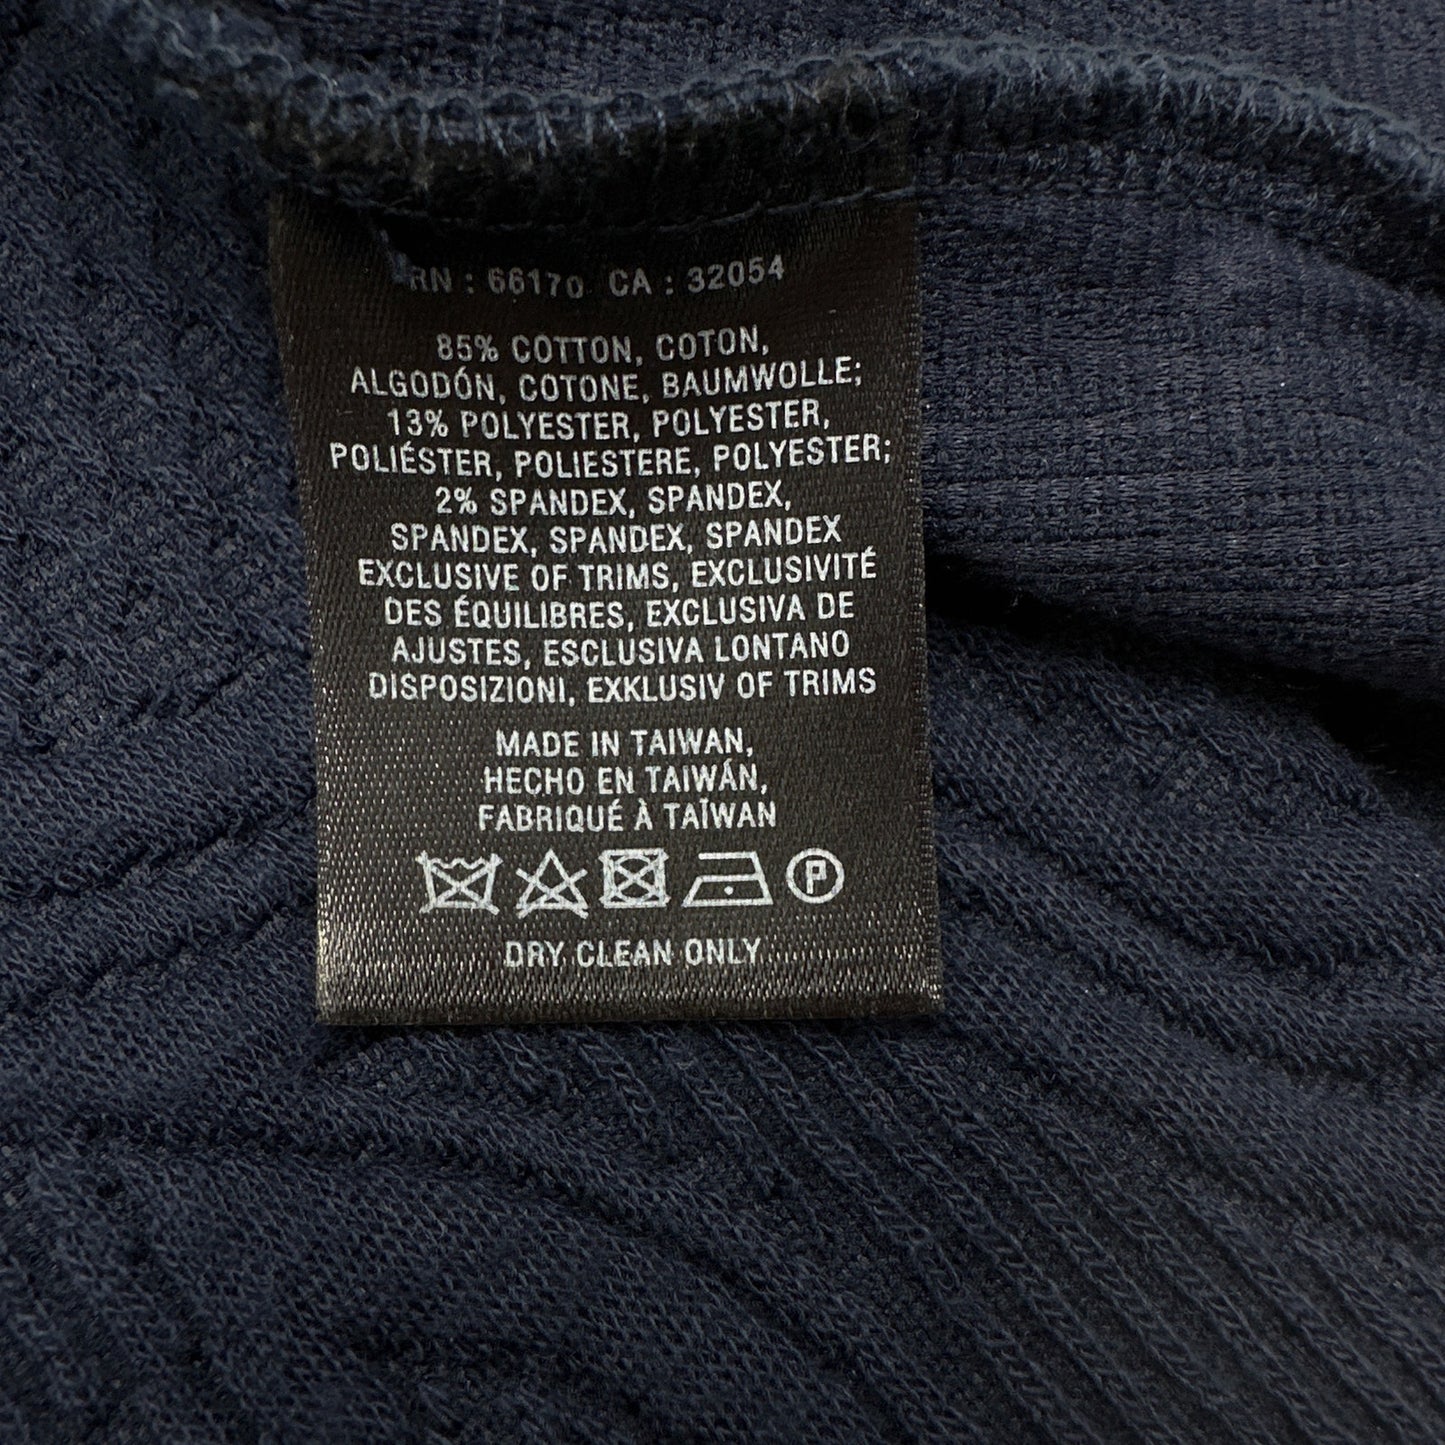 RN : 66170 CA : 32054
85% COTTON, COTON,
ALGODÓN, COTONE, BAUMWOLLE;
13% POLYESTER, POLYESTER,
POLIÉSTER, POLIESTERE, POLYESTER;
2% SPANDEX, SPANDEX,
SPANDEX, SPANDEX, SPANDEX
EXCLUSIVE OF TRIMS, EXCLUSIVITÉ
DES ÉQUILIBRES, EXCLUSIVA DE
AJUSTES, ESCLUSIVA LONTANO
DISPOSIZIONI, EXKLUSIV OF TRIMS
MADE IN TAIWAN,
HECHO EN TAIWÁN,
FABRIQUÉ À TAÏWAN
P
DRY CLEAN ONLY